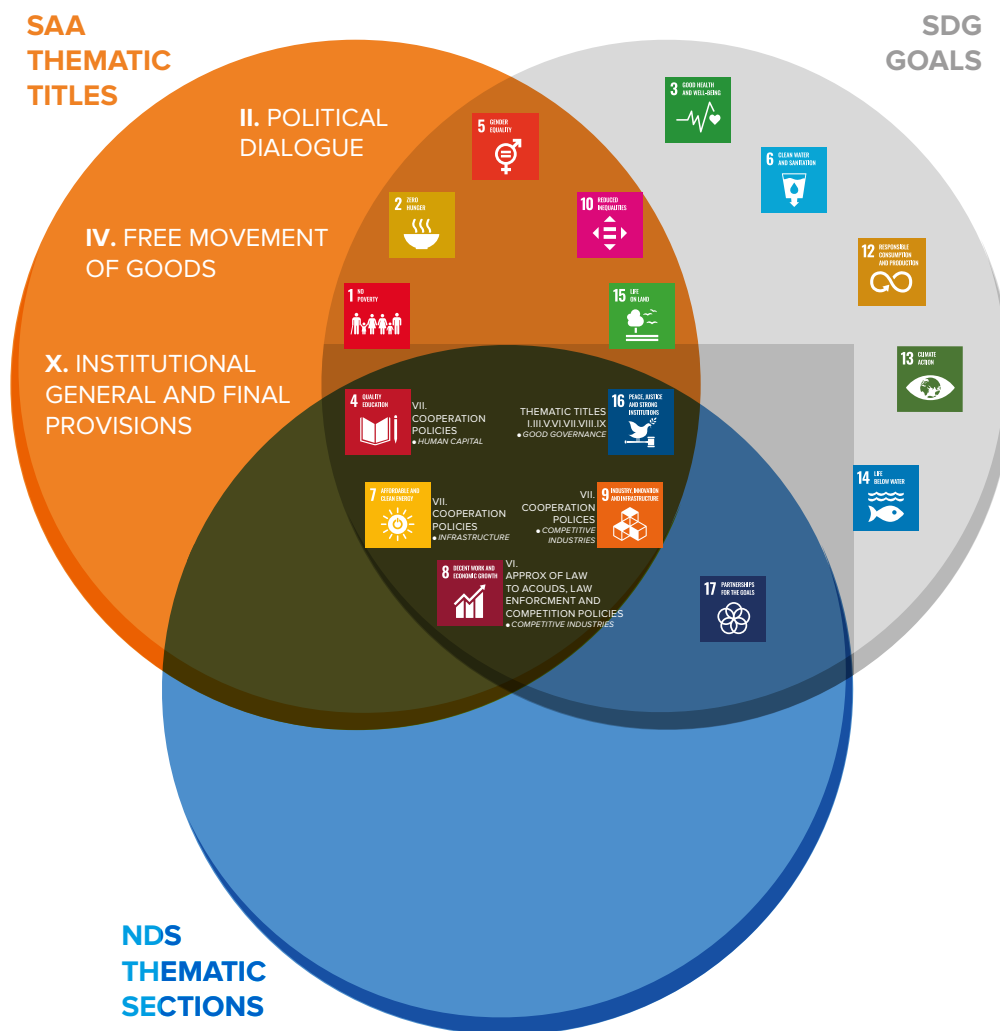 SAA
THEMATIC
TITLES
SDG
GOALS
II. POLITICAL
DIALOGUE
IV. FREE MOVEMENT
OF GOODS
X. INSTITUTIONAL
GENERAL AND FINAL
PROVISIONS
5 GENDER
EQUALITY
2 ZERO
HUNGER
10 REDUCED
INEQUALITIES
1 NO
POVERTY
15 LIFE
ON LAND
3 GOOD HEALTH
AND WELL-BEING
6 CLEAN WATER
AND SANITATION
12 RESPONSIBLE
CONSUMPTION
AND PRODUCTION
13 CLIMATE
ACTION
14 LIFE
BELOW WATER
4 QUALITY
EDUCATION
VII.
COOPERATION
POLICIES
• HUMAN CAPITAL
THEMATIC TITLES
I.III.V.VI.VII.VIII.IX
• GOOD GOVERNANCE
16 PEACE, JUSTICE
AND STRONG
INSTITUTIONS
7 AFFORDABLE AND
CLEAN ENERGY
VII.
COOPERATION
POLICIES
• INFRASTRUCTURE
VII.
COOPERATION
POLICES
• COMPETITIVE
INDUSTRIES
9 INDUSTRY, INNOVATION
AND INFRASTRUCTURE
8 DECENT WORK AND
ECONOMIC GROWTH
VI.
APPROX OF LAW
TO ACOUDS, LAW
ENFORCMENT AND
COMPETITION POLICIES
• COMPETITIVE INDUSTRIES
17 PARTNERSHIPS
FOR THE GOALS
NDS
THEMATIC
SECTIONS